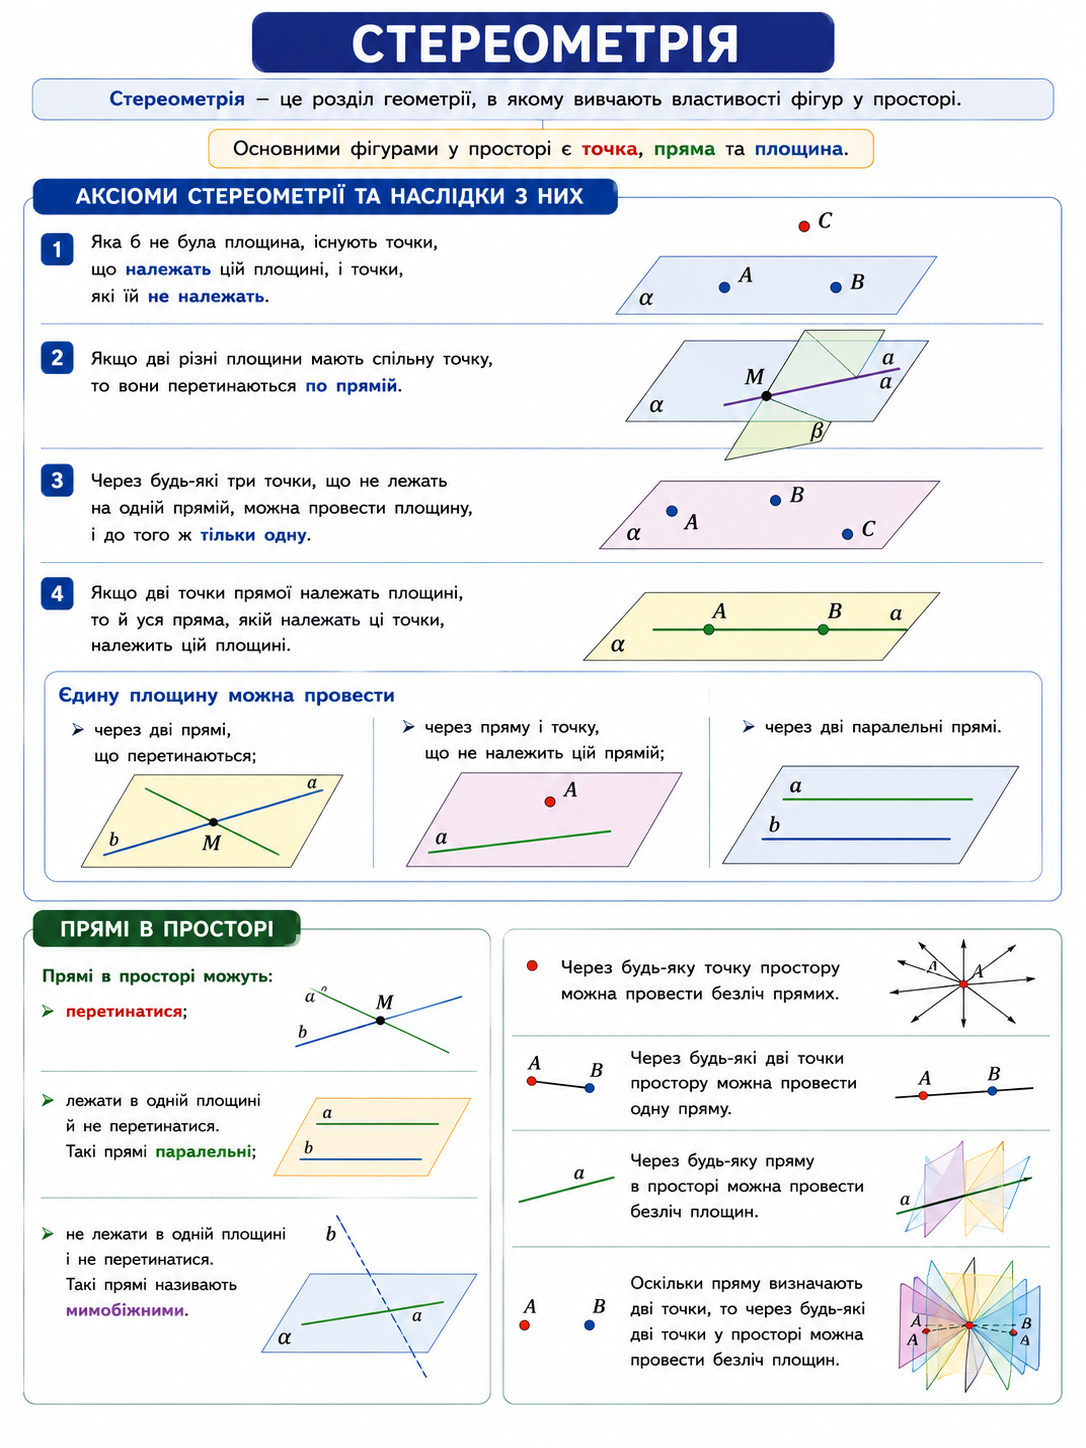 СТЕРЕОМЕТРІЯ
Стереометрія – це розділ геометрії, в якому вивчають властивості фігур у просторі.
Основними фігурами у просторі є точка, пряма та площина.
АКСІОМИ СТЕРЕОМЕТРІЇ ТА НАСЛІДКИ З НИХ
1
Яка б не була площина, існують точки,
що належать цій площині, і точки,
які їй не належать.
C
A
B
α
2
Якщо дві різні площини мають спільну точку,
то вони перетинаються по прямій.
M
a
a
α
β
3
Через будь-які три точки, що не лежать
на одній прямій, можна провести площину,
і до того ж тільки одну.
B
A
C
α
4
Якщо дві точки прямої належать площині,
то й уся пряма, якій належать ці точки,
належить цій площині.
A
B
a
α
Єдину площину можна провести
➢ через дві прямі,
що перетинаються;
a
b
M
➢ через пряму і точку,
що не належить цій прямій;
A
a
➢ через дві паралельні прямі.
a
b
ПРЯМІ В ПРОСТОРІ
Прямі в просторі можуть:
➢ перетинатися;
a
M
b
➢ лежати в одній площині
й не перетинатися.
Такі прямі паралельні;
a
b
➢ не лежати в одній площині
і не перетинатися.
Такі прямі називають
мимобіжними.
b
a
α
Через будь-яку точку простору
можна провести безліч прямих.
A
A
A
B
Через будь-які дві точки
простору можна провести
одну пряму.
A
B
a
Через будь-яку пряму
в просторі можна провести
безліч площин.
a
A
B
Оскільки пряму визначають
дві точки, то через будь-які
дві точки у просторі можна
провести безліч площин.
A
B
A
A